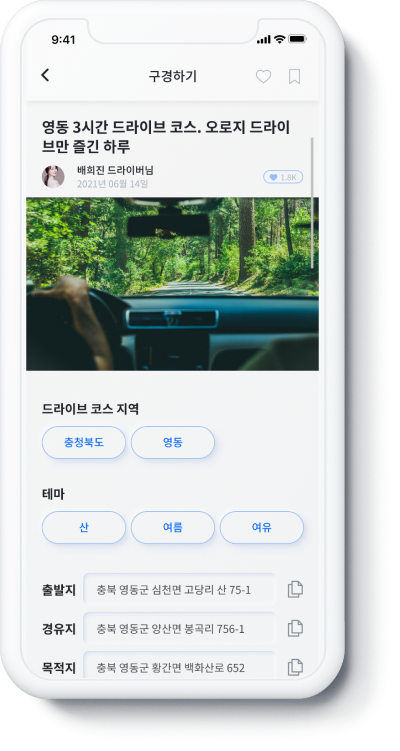 9:41
구경하기
영동 3시간 드라이브 코스. 오로지 드라이
브만 즐긴 하루
배희진 드라이버님
2021년 06월 14일
1.8K
드라이브 코스 지역
충청북도 영동
테마
산 여름 여유
출발지 충북 영동군 심천면 고당리 산 75-1
경유지 충북 영동군 양산면 봉곡리 756-1
목적지 충북 영동군 황간면 백화산로 652